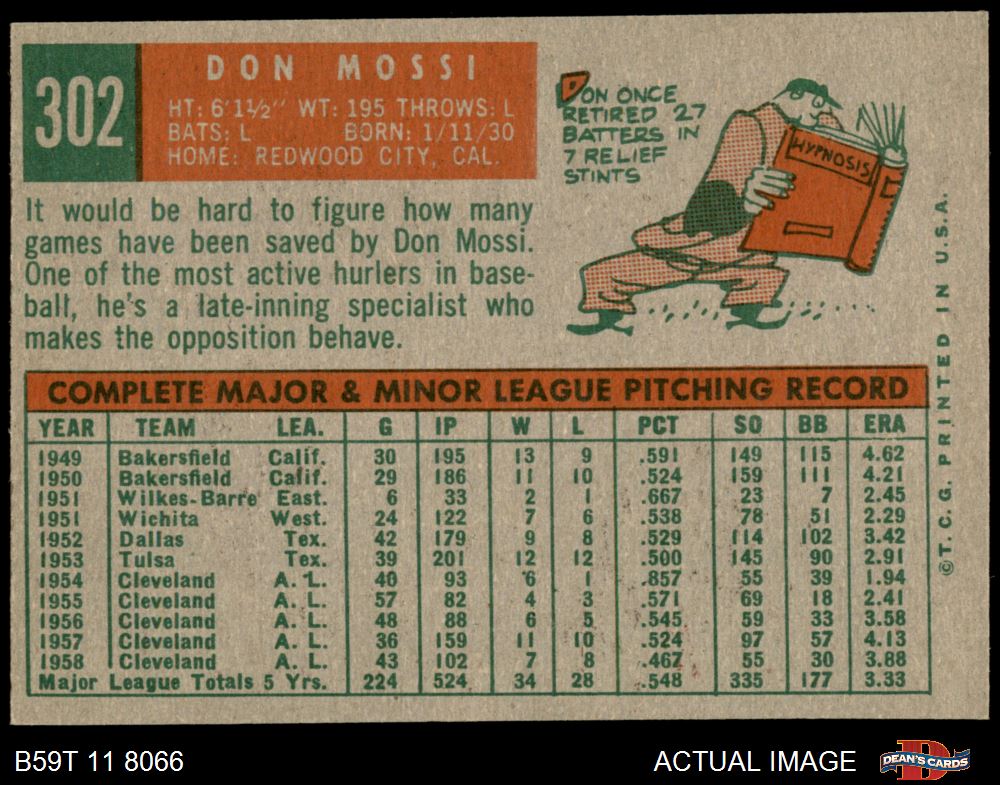 302
DON MOSSI
HT: 6'1½" WT: 195 THROWS: L
BATS: L BORN: 1/11/30
HOME: REDWOOD CITY, CAL.
It would be hard to figure how many
games have been saved by Don Mossi.
One of the most active hurlers in base-
ball, he's a late-inning specialist who
makes the opposition behave.
DON ONCE
RETIRED 27
BATTERS IN
7 RELIEF
STINTS
HYPNOSIS
COMPLETE MAJOR & MINOR LEAGUE PITCHING RECORD
YEAR TEAM LEA. G IP W L PCT SO BB ERA
1949 Bakersfield Calif. 30 195 13 9 .591 149 115 4.62
1950 Bakersfield Calif. 29 186 11 10 .524 159 111 4.21
1951 Wilkes-Barre East. 6 33 2 1 .667 23 7 2.45
1951 Wichita West. 24 122 7 6 .538 78 51 2.29
1952 Dallas Tex. 42 179 9 8 .529 114 102 3.42
1953 Tulsa Tex. 39 201 12 12 .500 145 90 2.91
1954 Cleveland A. L. 40 93 6 1 .857 55 39 1.94
1955 Cleveland A. L. 57 82 4 3 .571 69 18 2.41
1956 Cleveland A. L. 48 88 6 5 .545 59 33 3.58
1957 Cleveland A. L. 36 159 11 10 .524 97 57 4.13
1958 Cleveland A. L. 43 102 7 8 .467 55 30 3.88
Major League Totals 5 Yrs. 224 524 34 28 .548 335 177 3.33
©T. C. G. PRINTED IN U.S.A.
B59T 11 8066
ACTUAL IMAGE
D
DEAN'S CARDS